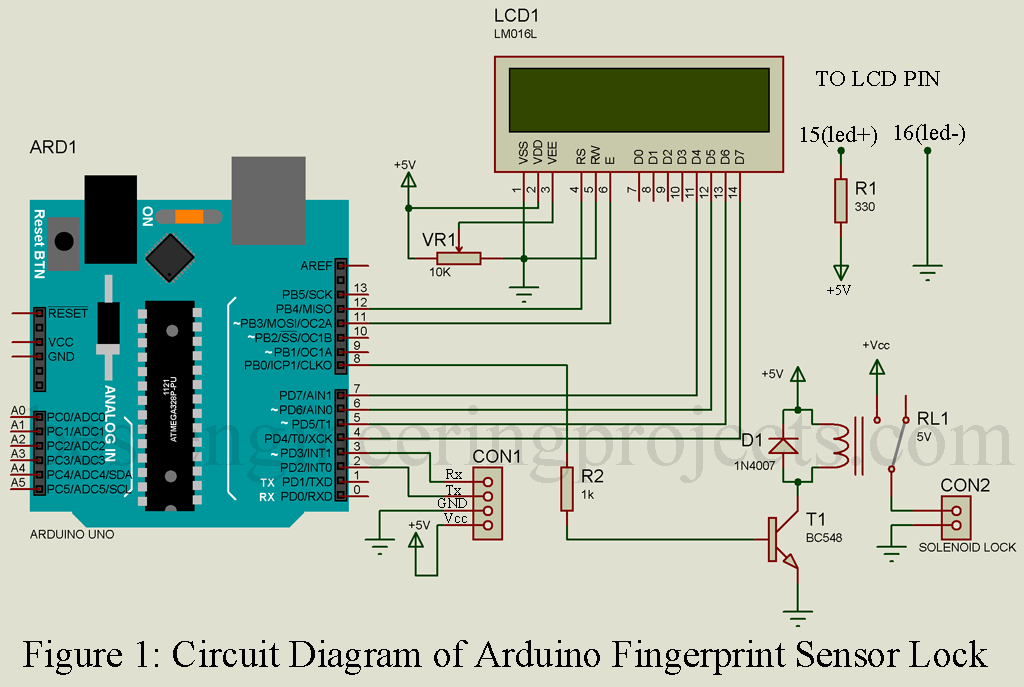 LCD1
LM016L
TO LCD PIN
15(led+) 16(led-)
R1
330
+5V
VSS
VDD
VEE
RS
RW
E
D0
D1
D2
D3
D4
D5
D6
D7
1
2
3
4
5
6
7
8
9
10
11
12
13
14
+5V
VR1
10K
ARD1
Reset BTN
ON
AREF
PB5/SCK 13
PB4/MISO 12
~PB3/MOSI/OC2A 11
~PB2/SS/OC1B 10
~PB1/OC1A 9
PB0/ICP1/CLKO 8
PD7/AIN1 7
~PD6/AIN0 6
~PD5/T1 5
PD4/T0/XCK 4
~PD3/INT1 3
PD2/INT0 2
TX PD1/TXD 1
RX PD0/RXD 0
RESET
VCC
GND
ANALOG IN
A0 PC0/ADC0
A1 PC1/ADC1
A2 PC2/ADC2
A3 PC3/ADC3
A4 PC4/ADC4/SDA
A5 PC5/ADC5/SCL
1121
ATMEGA328P-PU
ARDUINO UNO
CON1
Rx
Tx
GND
Vcc
+5V
R2
1k
+5V
D1
1N4007
T1
BC548
+Vcc
RL1
5V
CON2
SOLENOID LOCK
Figure 1: Circuit Diagram of Arduino Fingerprint Sensor Lock